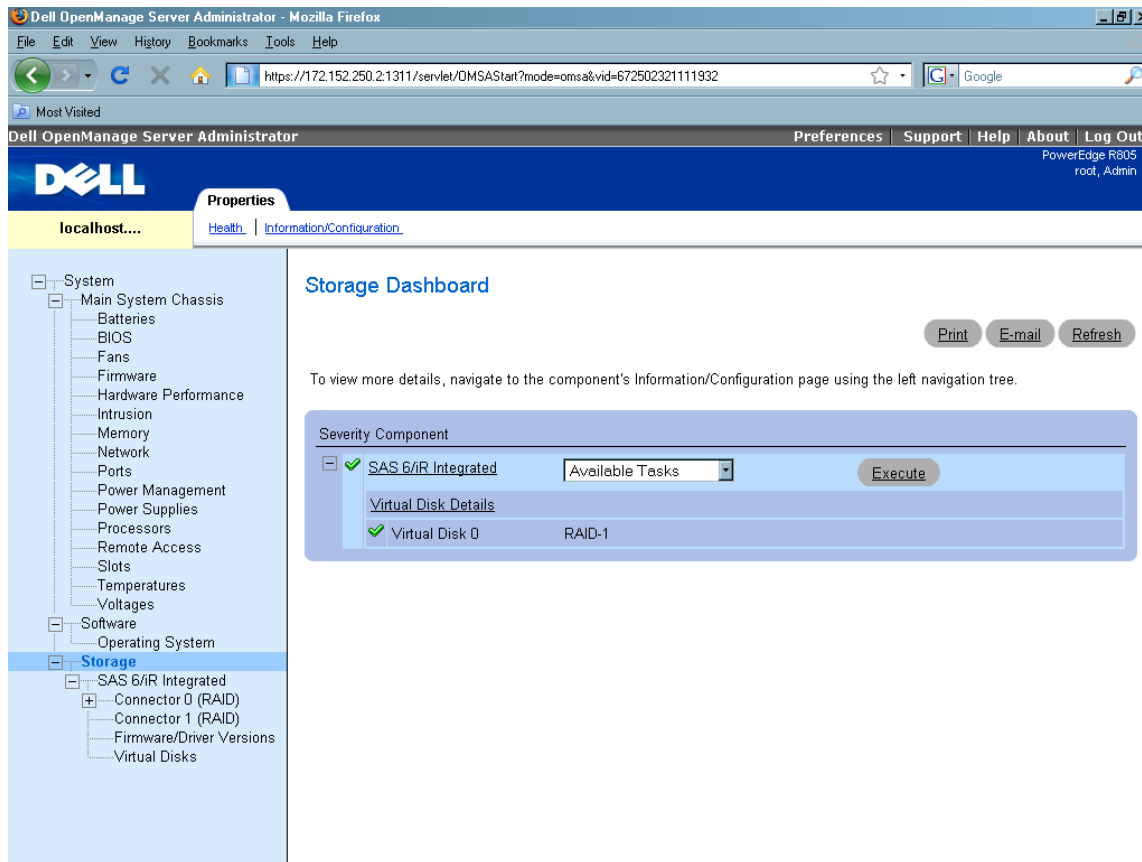 Dell OpenManage Server Administrator - Mozilla Firefox
File Edit View History Bookmarks Tools Help
https://172.152.250.2:1311/servlet/OMSAStart?mode=omsa&vid=672502321111932
Google
Most Visited
Dell OpenManage Server Administrator
Preferences | Support | Help | About | Log Out
PowerEdge R805
root, Admin
DELL
Properties
localhost....
Health | Information/Configuration
System
Main System Chassis
Batteries
BIOS
Fans
Firmware
Hardware Performance
Intrusion
Memory
Network
Ports
Power Management
Power Supplies
Processors
Remote Access
Slots
Temperatures
Voltages
Software
Operating System
Storage
SAS 6/iR Integrated
Connector 0 (RAID)
Connector 1 (RAID)
Firmware/Driver Versions
Virtual Disks
Storage Dashboard
Print E-mail Refresh
To view more details, navigate to the component's Information/Configuration page using the left navigation tree.
Severity Component
SAS 6/iR Integrated Available Tasks Execute
Virtual Disk Details
Virtual Disk 0 RAID-1